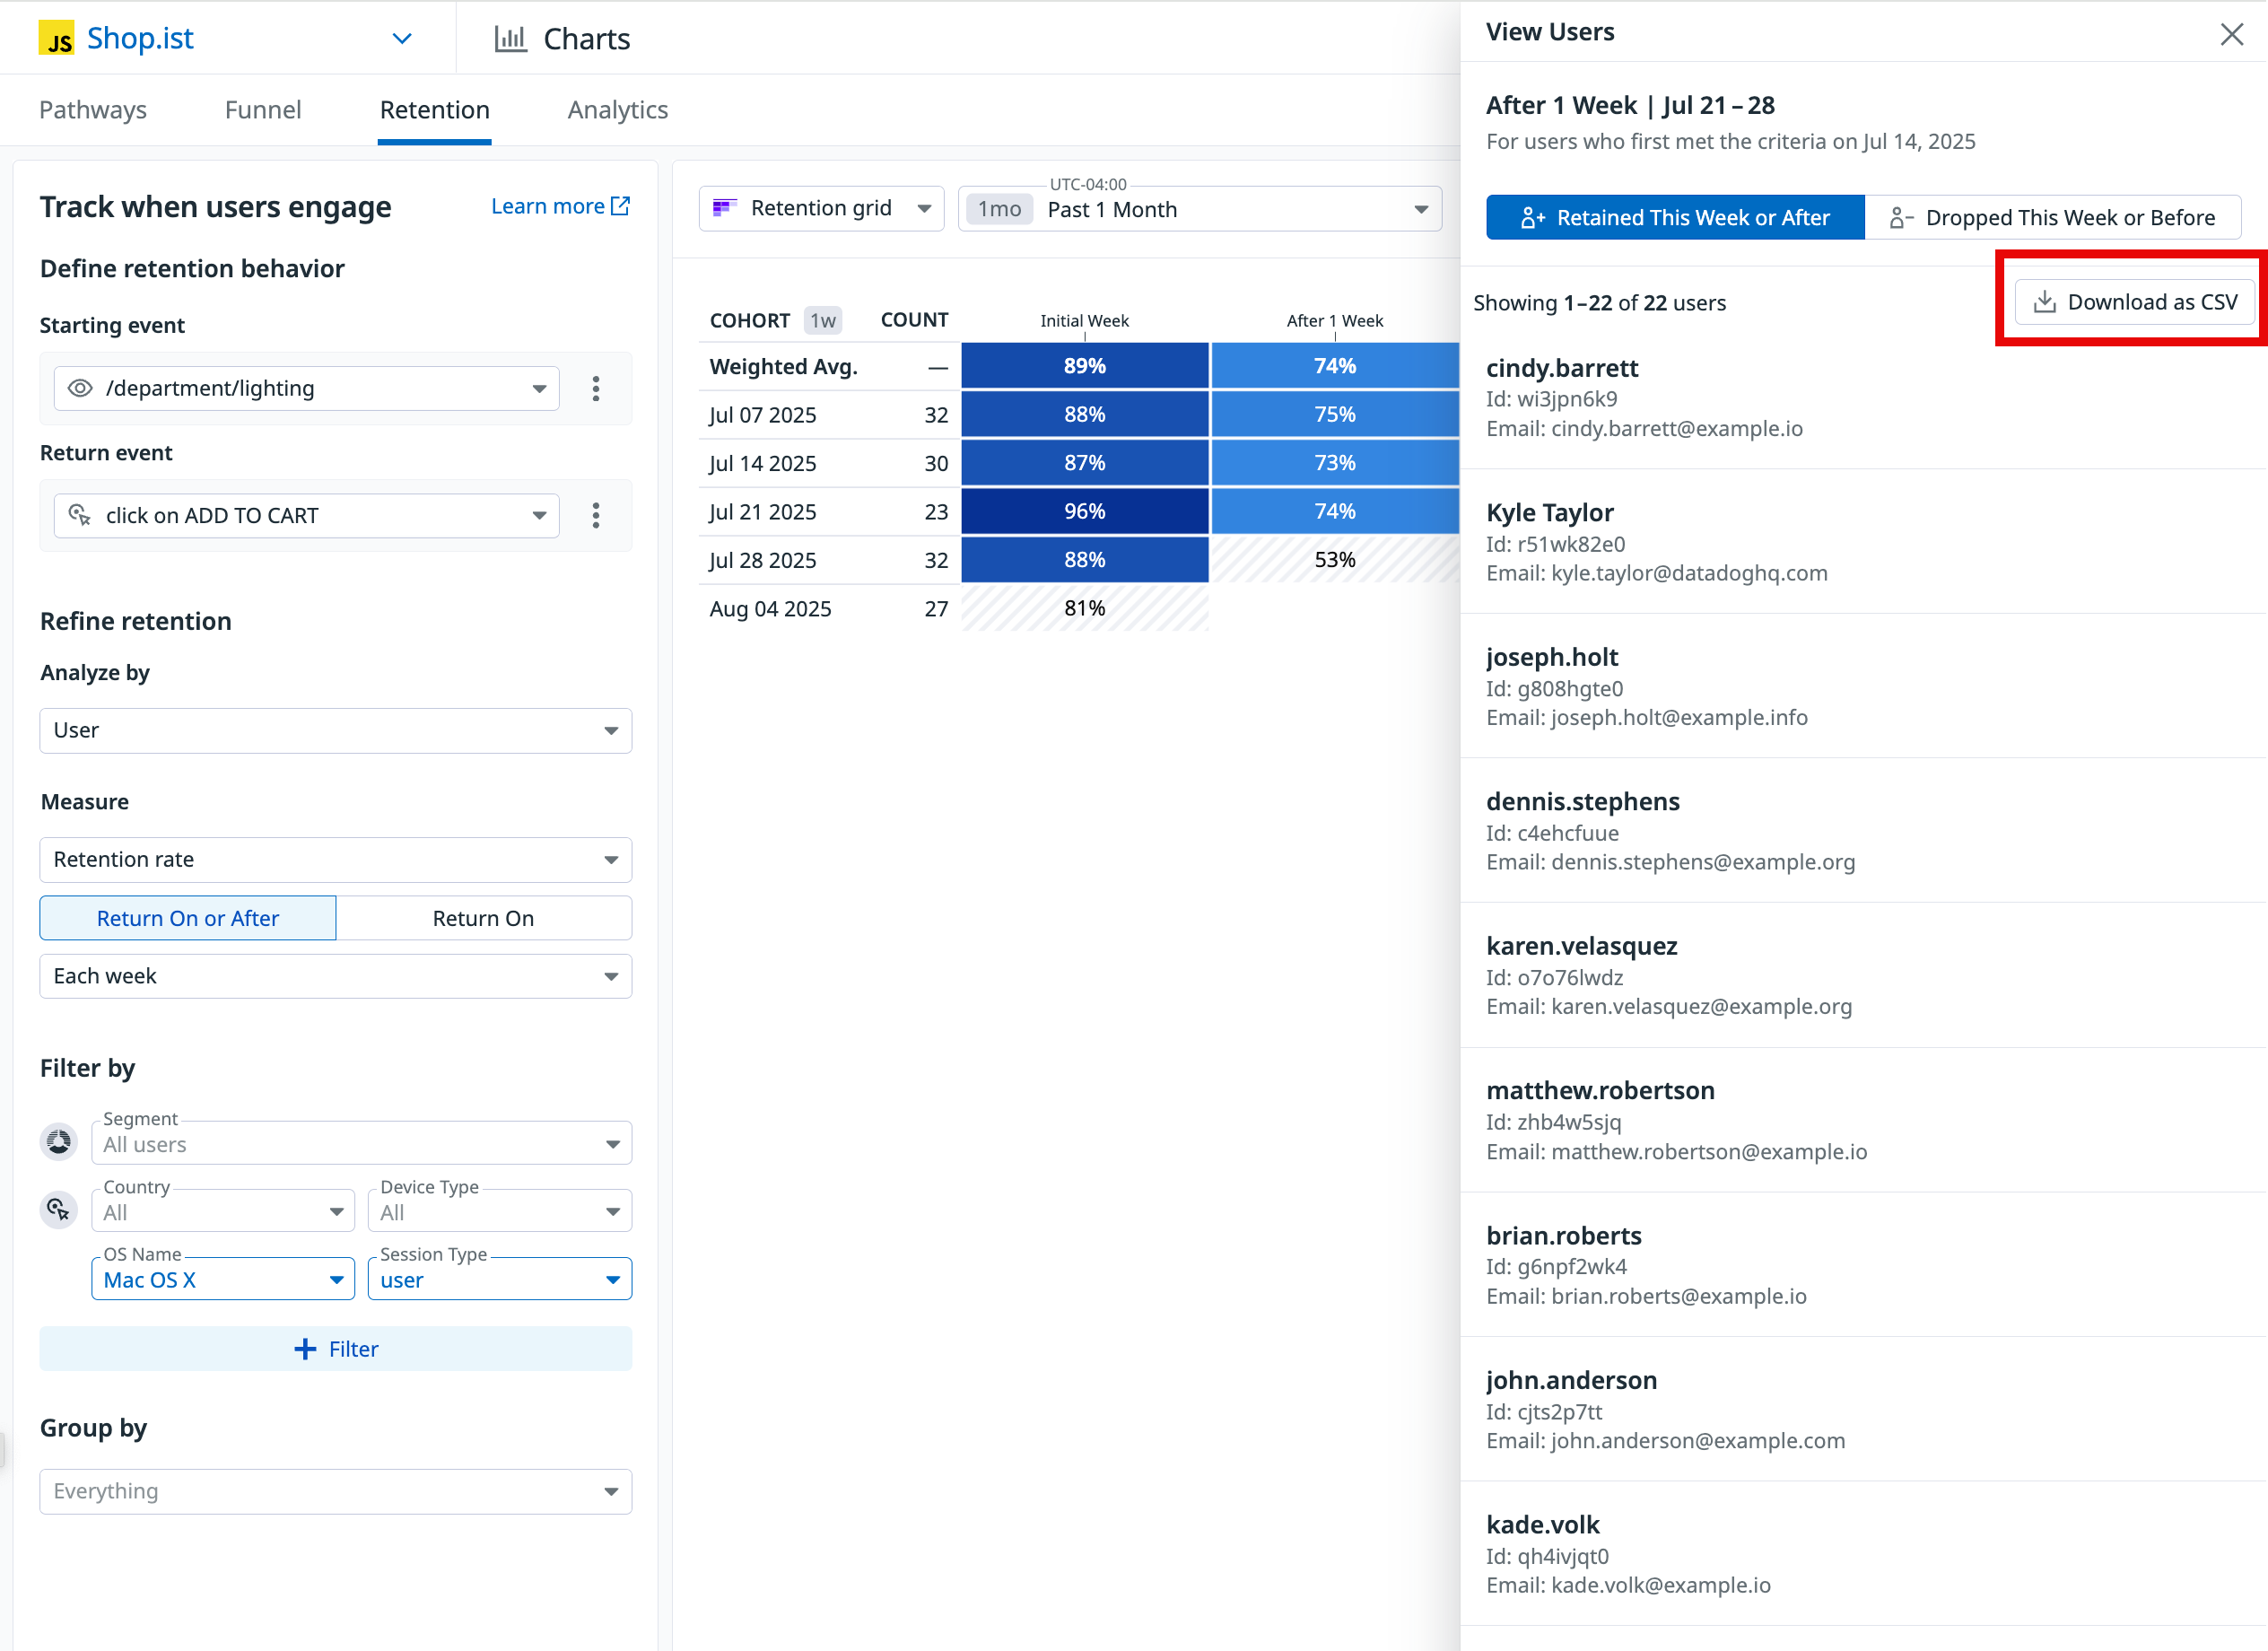 JS Shop.ist
Charts
Pathways
Funnel
Retention
Analytics
Track when users engage
Learn more
Define retention behavior
Starting event
/department/lighting
Return event
click on ADD TO CART
Refine retention
Analyze by
User
Measure
Retention rate
Return On or After
Return On
Each week
Filter by
Segment
All users
Country
All
Device Type
All
OS Name
Mac OS X
Session Type
user
Filter
Group by
Everything
Retention grid
UTC-04:00
1mo Past 1 Month
COHORT 1w COUNT Initial Week After 1 Week
Weighted Avg. — 89% 74%
Jul 07 2025 32 88% 75%
Jul 14 2025 30 87% 73%
Jul 21 2025 23 96% 74%
Jul 28 2025 32 88% 53%
Aug 04 2025 27 81%
View Users
After 1 Week | Jul 21 – 28
For users who first met the criteria on Jul 14, 2025
Retained This Week or After
Dropped This Week or Before
Showing 1–22 of 22 users
Download as CSV
cindy.barrett
Id: wi3jpn6k9
Email: cindy.barrett@example.io
Kyle Taylor
Id: r51wk82e0
Email: kyle.taylor@datadoghq.com
joseph.holt
Id: g808hgte0
Email: joseph.holt@example.info
dennis.stephens
Id: c4ehcfuue
Email: dennis.stephens@example.org
karen.velasquez
Id: o7o76lwdz
Email: karen.velasquez@example.org
matthew.robertson
Id: zhb4w5sjq
Email: matthew.robertson@example.io
brian.roberts
Id: g6npf2wk4
Email: brian.roberts@example.io
john.anderson
Id: cjts2p7tt
Email: john.anderson@example.com
kade.volk
Id: qh4ivjqt0
Email: kade.volk@example.io